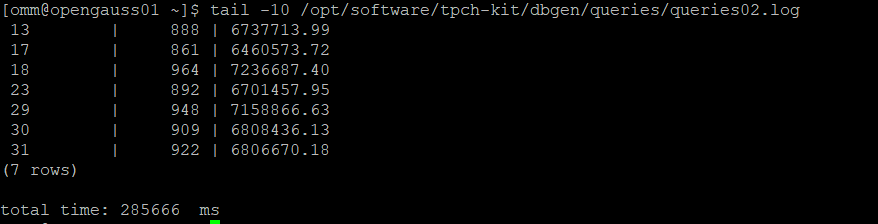 [omm@opengauss01 ~]$ tail -10 /opt/software/tpch-kit/dbgen/queries/queries02.log
 13         |     888 | 6737713.99
 17         |     861 | 6460573.72
 18         |     964 | 7236687.40
 23         |     892 | 6701457.95
 29         |     948 | 7158866.63
 30         |     909 | 6808436.13
 31         |     922 | 6806670.18
(7 rows)
total time: 285666  ms